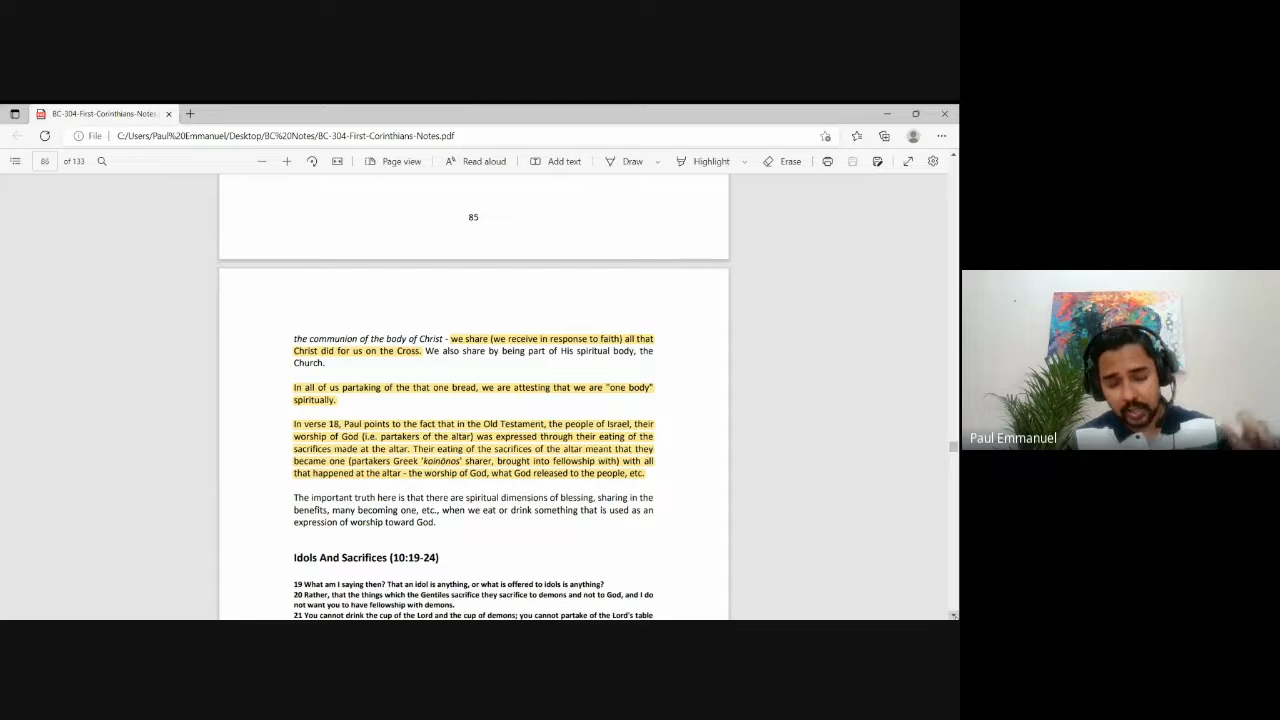 BC-304-First-Corinthians-Notes
File C:/Users/Paul%20Emmanuel/Desktop/BC%20Notes/BC-304-First-Corinthians-Notes.pdf
86 of 133 Page view Read aloud Add text Draw Highlight Erase
85
the communion of the body of Christ - we share (we receive in response to faith) all that
Christ did for us on the Cross. We also share by being part of His spiritual body, the
Church.
In all of us partaking of the that one bread, we are attesting that we are "one body"
spiritually.
In verse 18, Paul points to the fact that in the Old Testament, the people of Israel, their
worship of God (i.e. partakers of the altar) was expressed through their eating of the
sacrifices made at the altar. Their eating of the sacrifices of the altar meant that they
became one (partakers Greek 'koinōnos' sharer, brought into fellowship with) with all
that happened at the altar - the worship of God, what God released to the people, etc.
The important truth here is that there are spiritual dimensions of blessing, sharing in the
benefits, many becoming one, etc., when we eat or drink something that is used as an
expression of worship toward God.
Idols And Sacrifices (10:19-24)
19 What am I saying then? That an idol is anything, or what is offered to idols is anything?
20 Rather, that the things which the Gentiles sacrifice they sacrifice to demons and not to God, and I do
not want you to have fellowship with demons.
21 You cannot drink the cup of the Lord and the cup of demons; you cannot partake of the Lord's table
Paul Emmanuel